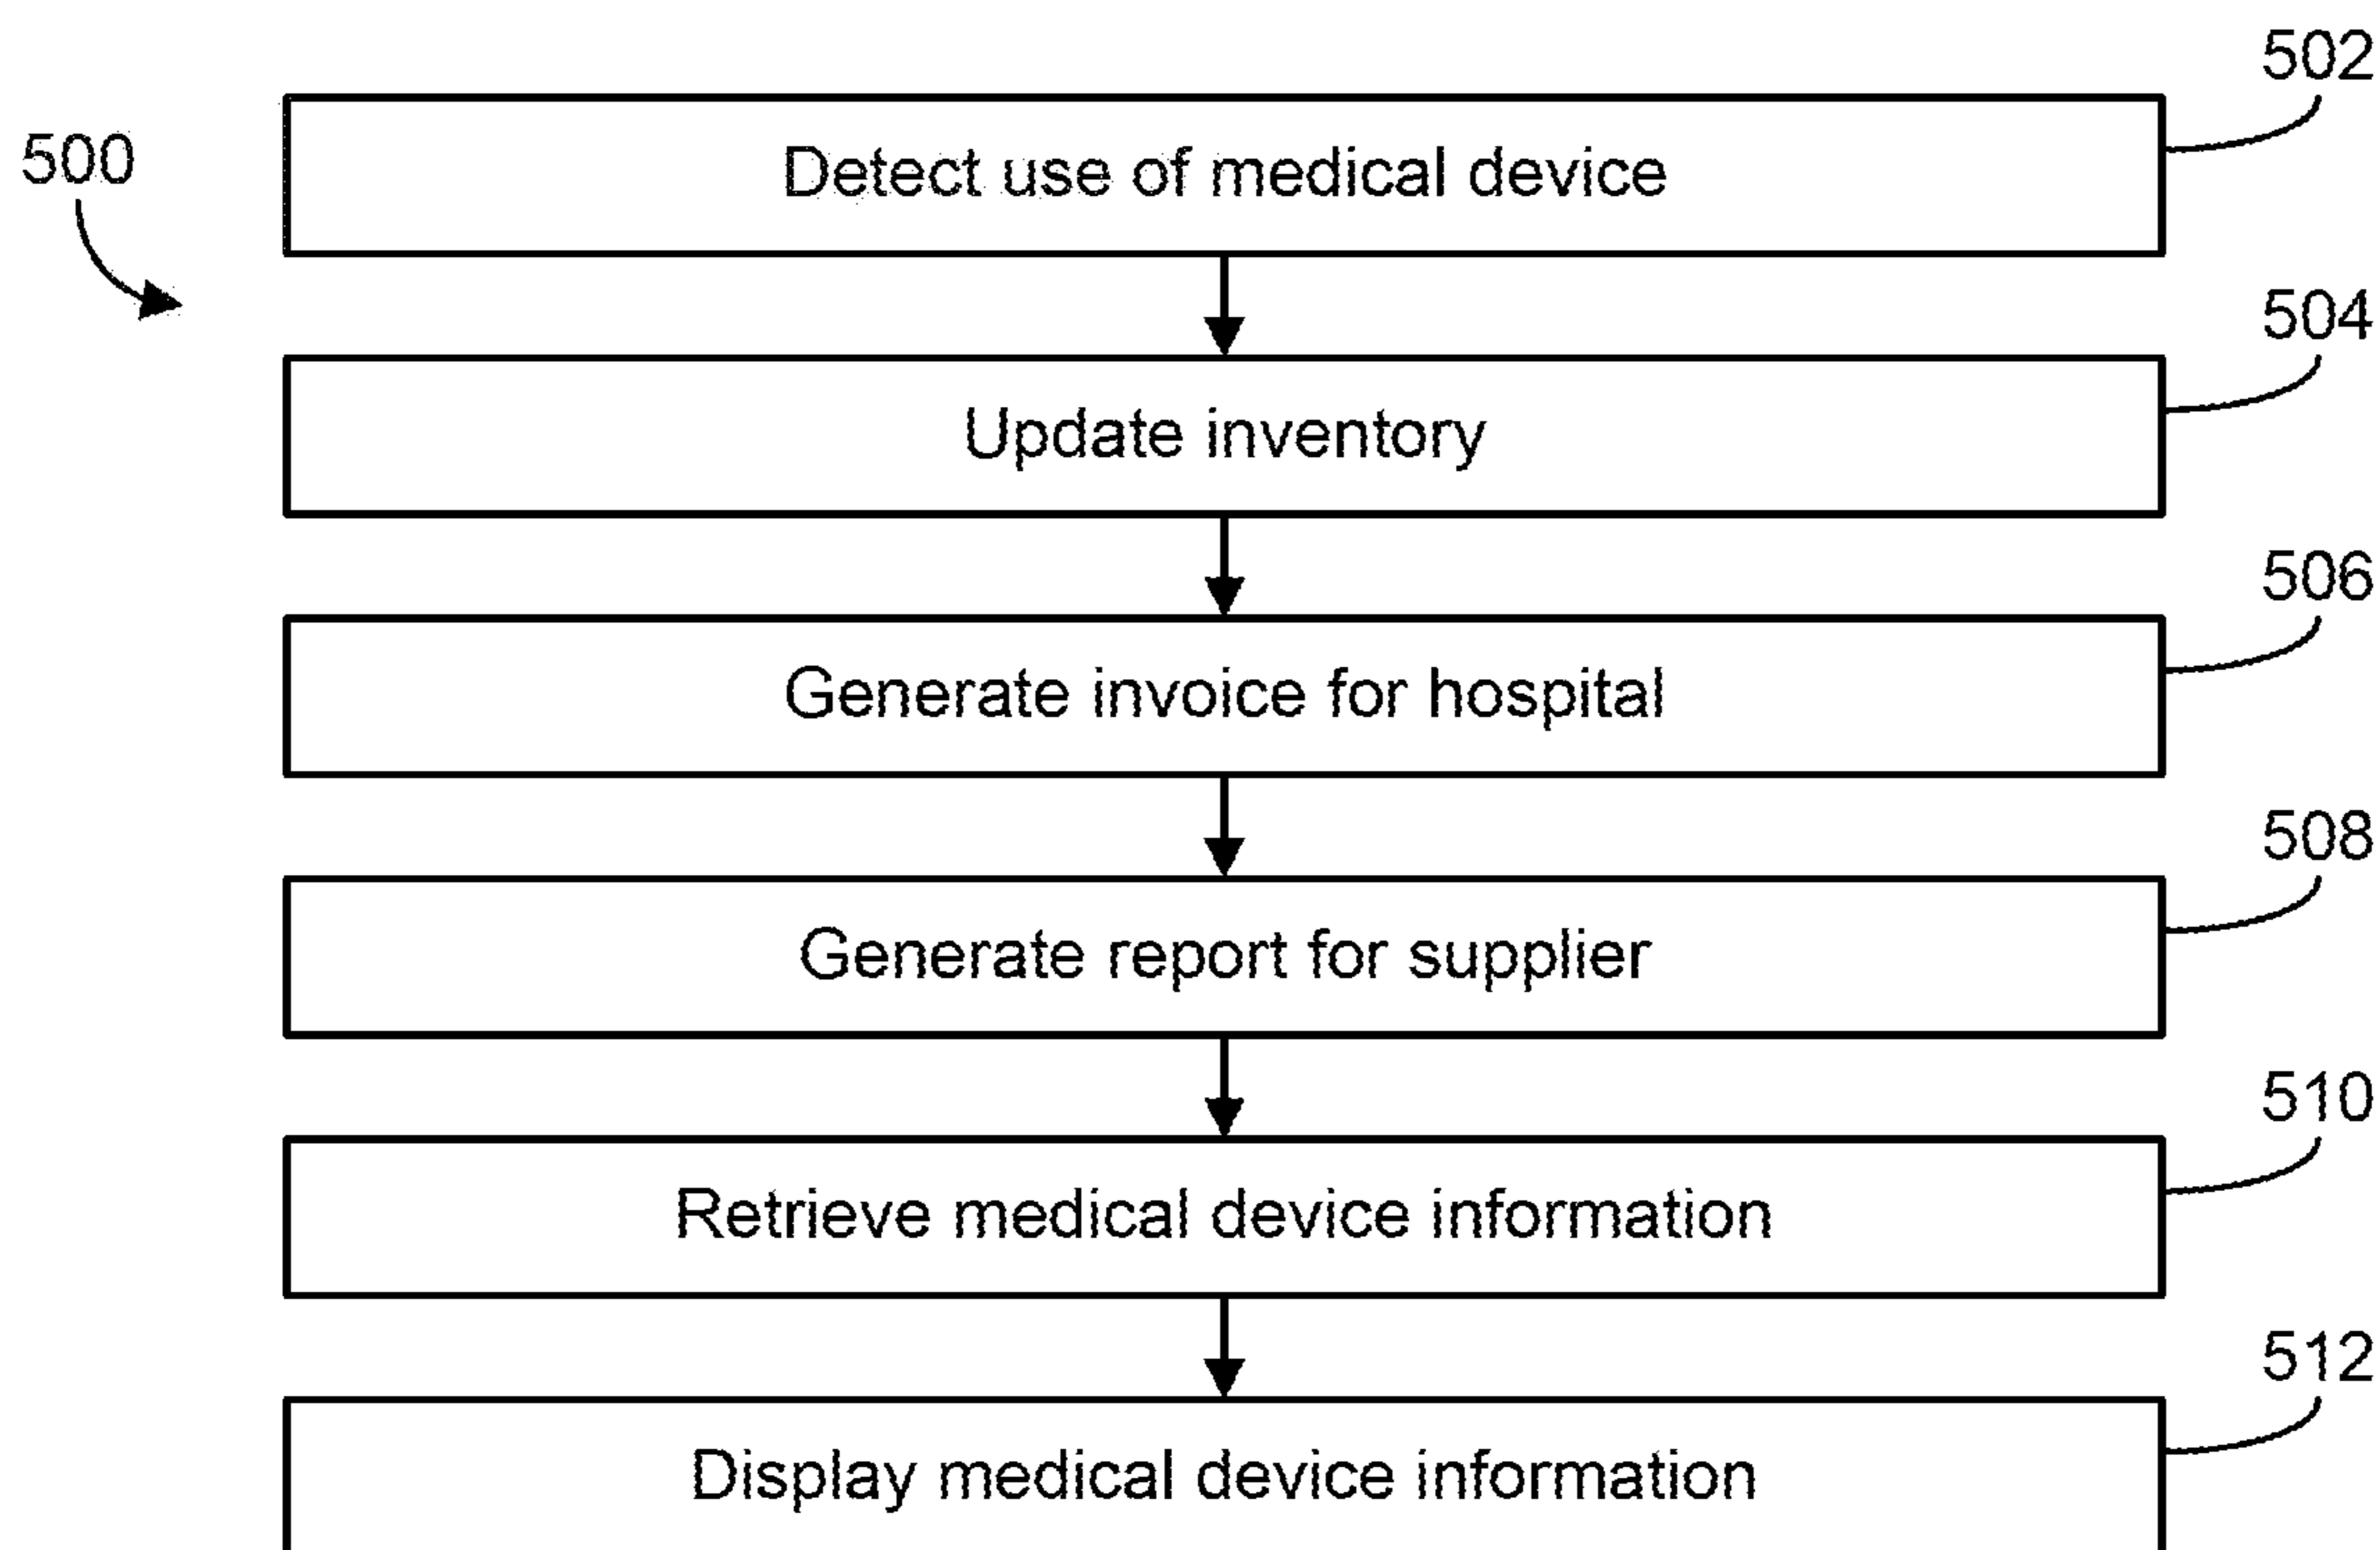 502
500
Detect use of medical device
504
Update inventory
506
Generate invoice for hospital
508
Generate report for supplier
510
Retrieve medical device information
512
Display medical device information